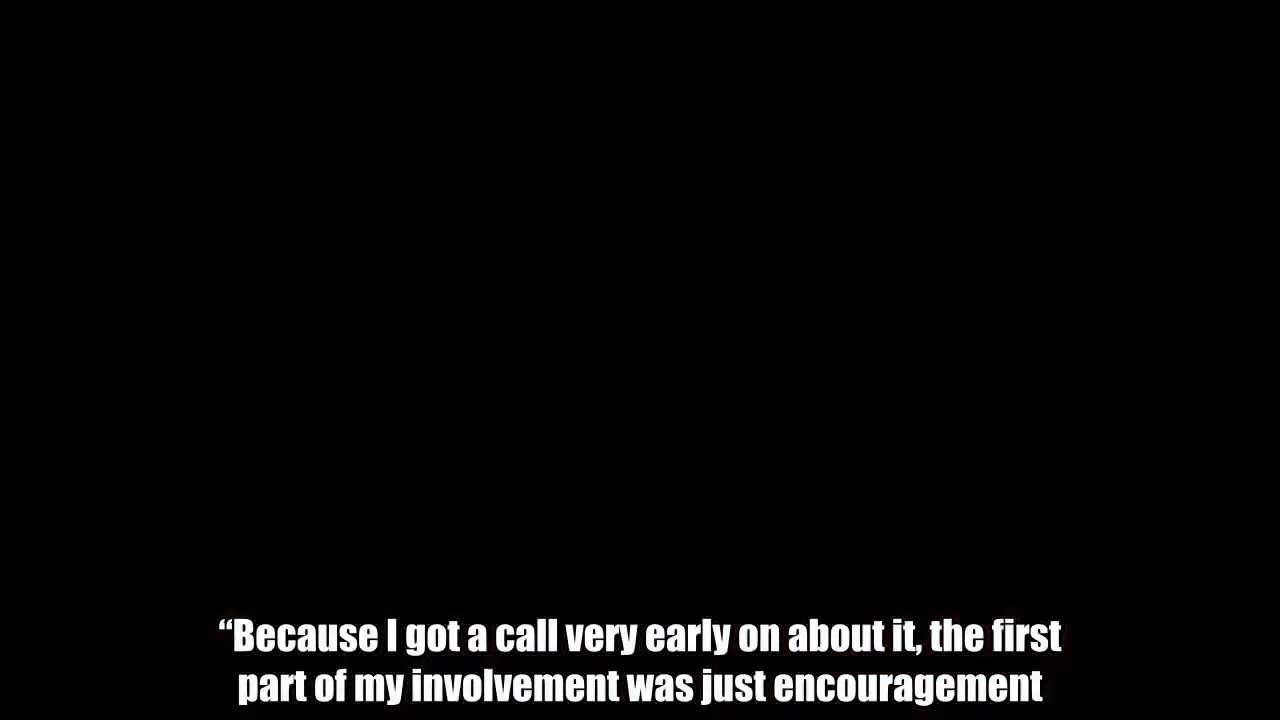 “Because I got a call very early on about it, the first
part of my involvement was just encouragement